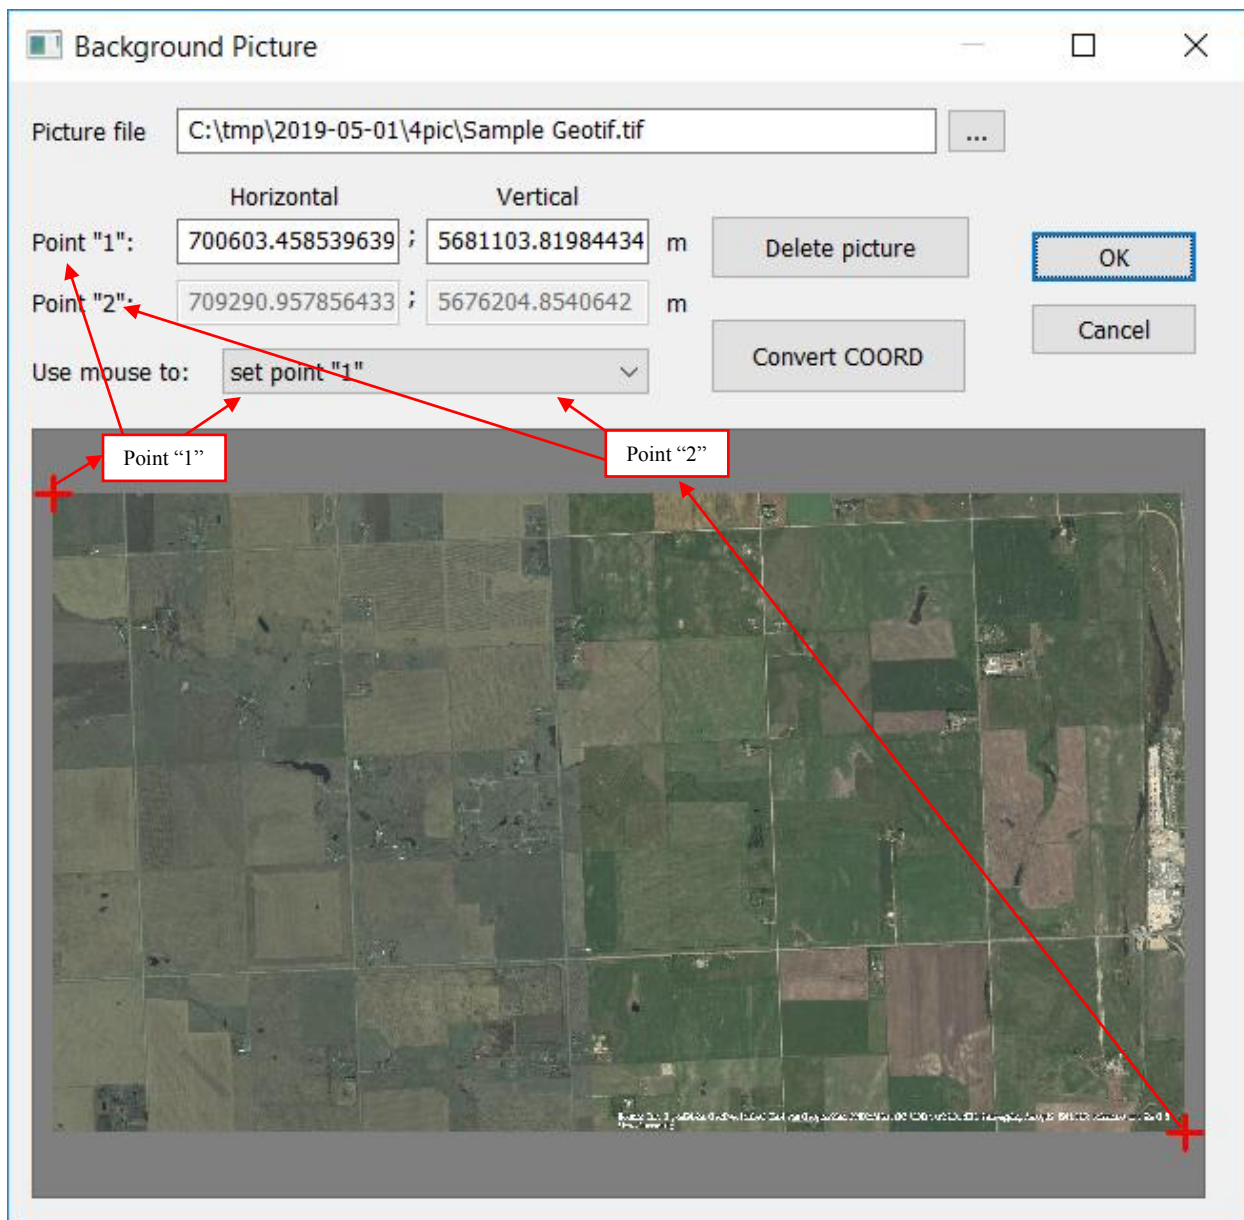 Background Picture
Picture file C:\tmp\2019-05-01\4pic\Sample Geotif.tif ...
Horizontal Vertical
Point "1": 700603.458539639 ; 5681103.81984434 m Delete picture OK
Point "2": 709290.957856433 ; 5676204.8540642 m Cancel
Use mouse to: set point "1" Convert COORD
Point “1” Point “2”